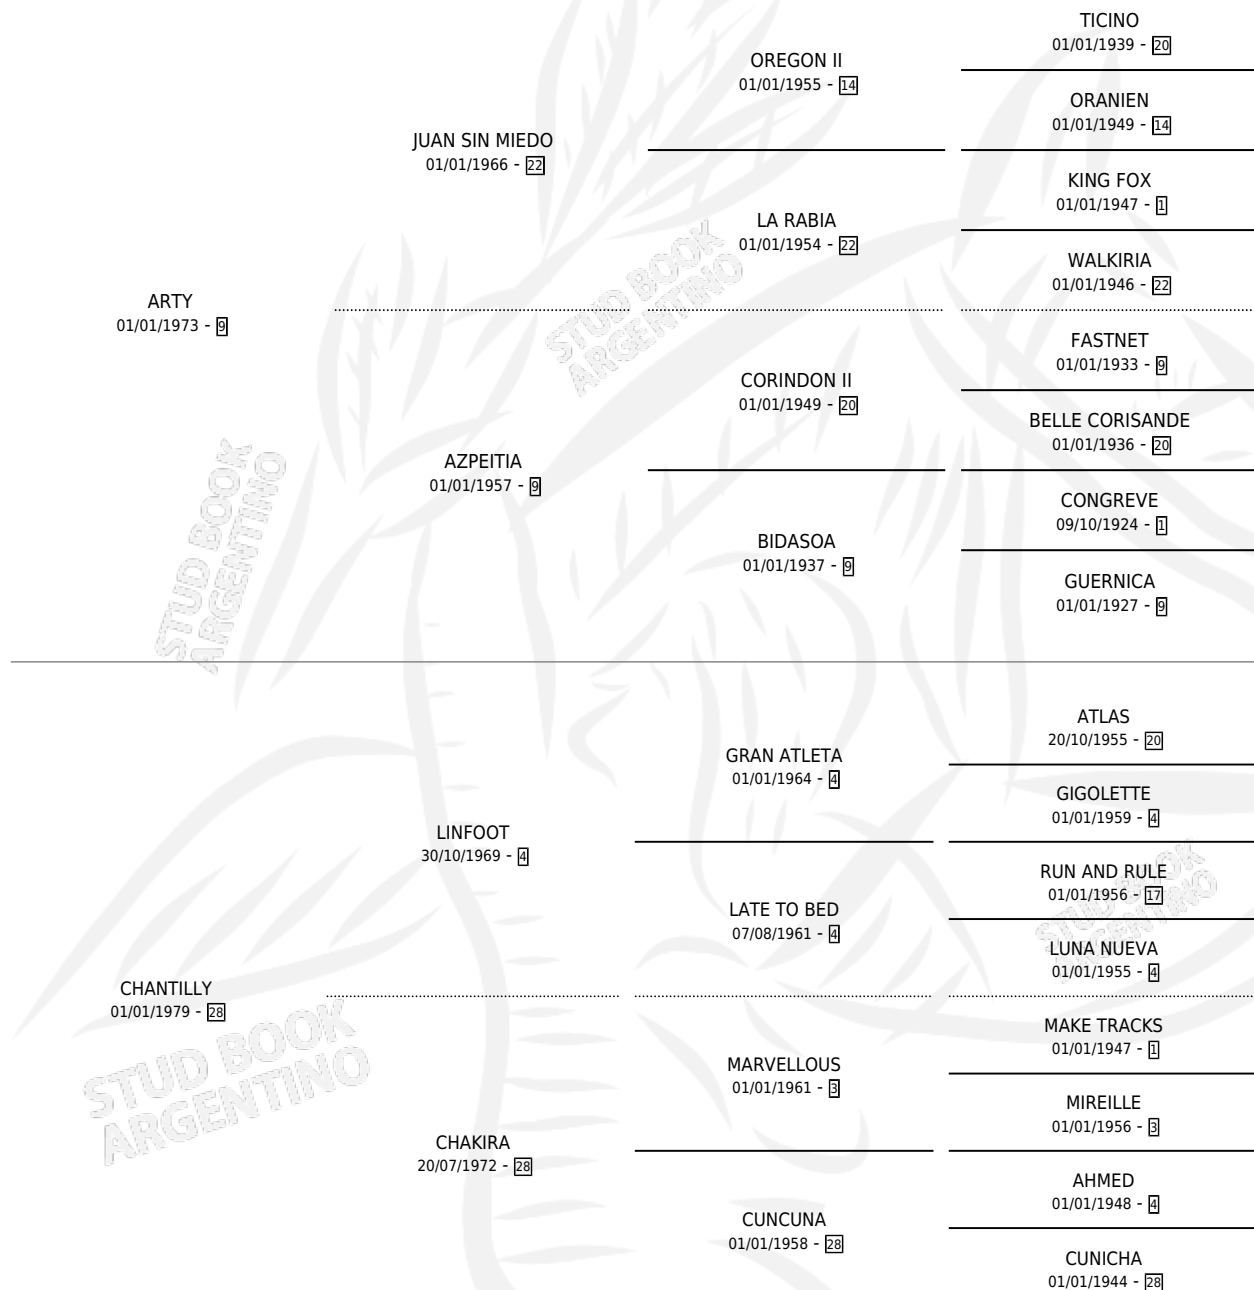 TICINO
01/01/1939 - 20
OREGON II
01/01/1955 - 14
ORANIEN
01/01/1949 - 14
JUAN SIN MIEDO
01/01/1966 - 22
KING FOX
01/01/1947 - 1
LA RABIA
01/01/1954 - 22
WALKIRIA
01/01/1946 - 22
ARTY
01/01/1973 - 9
FASTNET
01/01/1933 - 9
CORINDON II
01/01/1949 - 20
BELLE CORISANDE
01/01/1936 - 20
AZPEITIA
01/01/1957 - 9
CONGREVE
09/10/1924 - 1
BIDASOA
01/01/1937 - 9
GUERNICA
01/01/1927 - 9
ATLAS
20/10/1955 - 20
GRAN ATLETA
01/01/1964 - 4
GIGOLETTE
01/01/1959 - 4
LINFOOT
30/10/1969 - 4
RUN AND RULE
01/01/1956 - 17
LATE TO BED
07/08/1961 - 4
LUNA NUEVA
01/01/1955 - 4
CHANTILLY
01/01/1979 - 28
MAKE TRACKS
01/01/1947 - 1
MARVELLOUS
01/01/1961 - 3
MIREILLE
01/01/1956 - 3
CHAKIRA
20/07/1972 - 28
AHMED
01/01/1948 - 4
CUNCUNA
01/01/1958 - 28
CUNICHA
01/01/1944 - 28
STUD BOOK
ARGENTINO
STUD BOOK
ARGENTINO
STUD BOOK
ARGENTINO
STUD BOOK
ARGENTINO